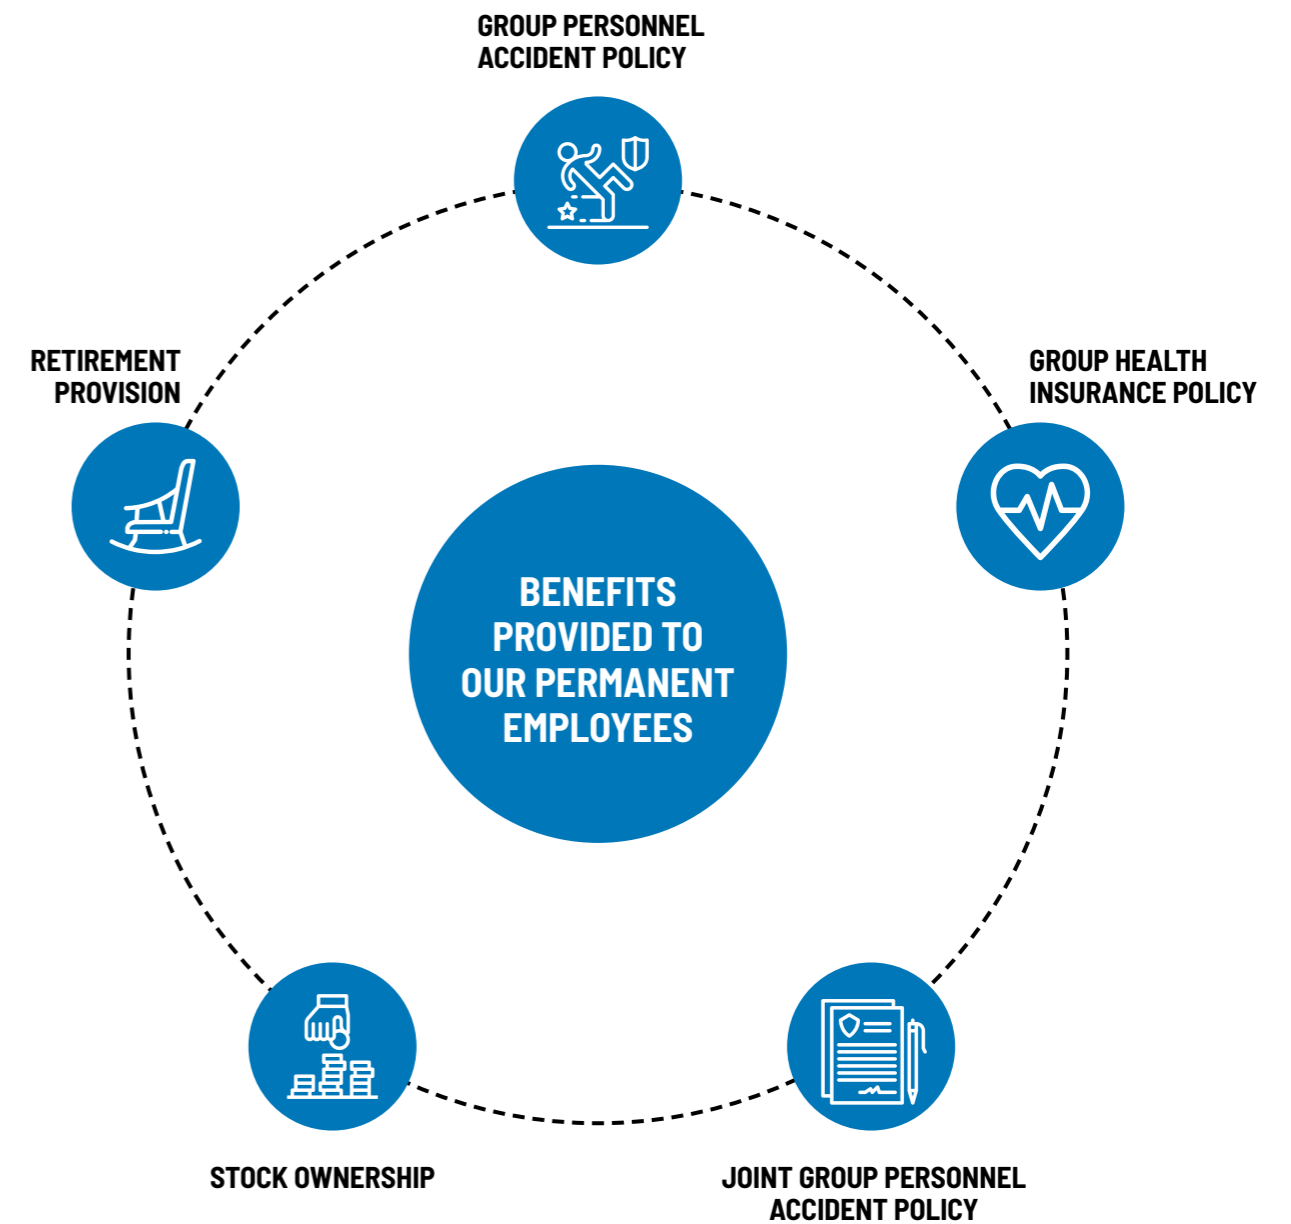 GROUP PERSONNEL
ACCIDENT POLICY
RETIREMENT
PROVISION
GROUP HEALTH
INSURANCE POLICY
BENEFITS
PROVIDED TO
OUR PERMANENT
EMPLOYEES
STOCK OWNERSHIP
JOINT GROUP PERSONNEL
ACCIDENT POLICY